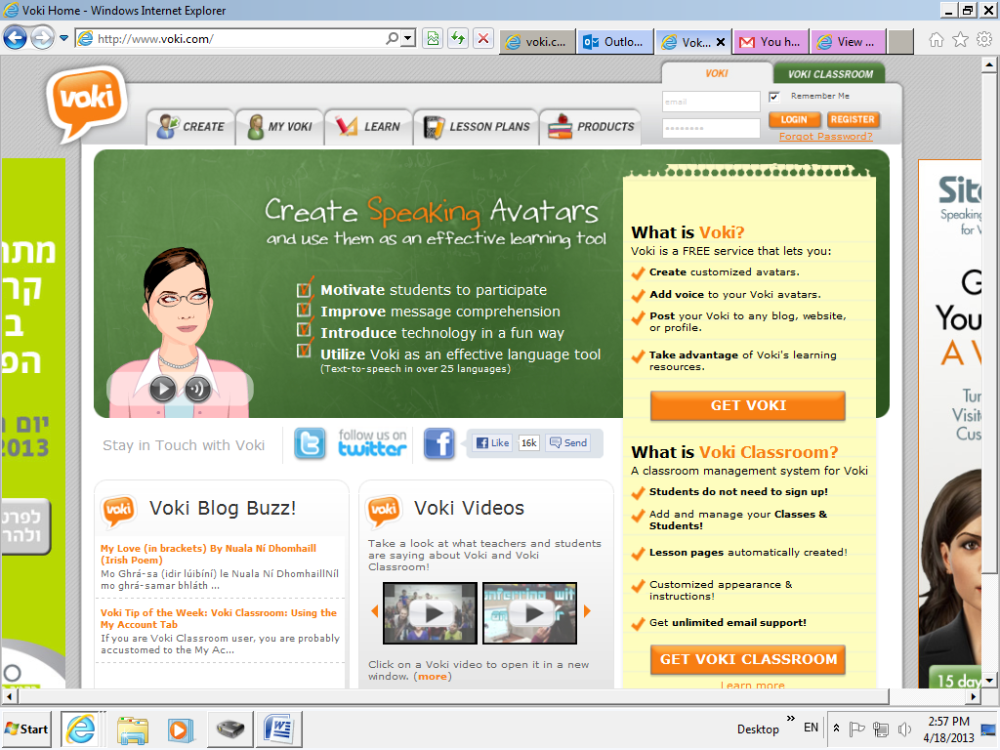 Voki Home - Windows Internet Explorer
http://www.voki.com/
voki.c...
Outlo...
Vok...
You h...
View ...
voki
VOKI
VOKI CLASSROOM
email
Remember Me
LOGIN
REGISTER
Forgot Password?
CREATE
MY VOKI
LEARN
LESSON PLANS
PRODUCTS
Create Speaking Avatars
and use them as an effective learning tool
Motivate students to participate
Improve message comprehension
Introduce technology in a fun way
Utilize Voki as an effective language tool
(Text-to-speech in over 25 languages)
What is Voki?
Voki is a FREE service that lets you:
Create customized avatars.
Add voice to your Voki avatars.
Post your Voki to any blog, website,
or profile.
Take advantage of Voki's learning
resources.
GET VOKI
What is Voki Classroom?
A classroom management system for Voki
Students do not need to sign up!
Add and manage your Classes &
Students!
Lesson pages automatically created!
Customized appearance &
instructions!
Get unlimited email support!
GET VOKI CLASSROOM
Learn more
Stay in Touch with Voki
follow us on
twitter
Like
16k
Send
voki
Voki Blog Buzz!
My Love (in brackets) By Nuala Ní Dhomhaill
(Irish Poem)
Mo Ghrá-sa (idir lúibíní) le Nuala Ní DhomhaillNíl
mo ghrá-samar bhláth ...
Voki Tip of the Week: Voki Classroom: Using the
My Account Tab
If you are Voki Classroom user, you are probably
accustomed to the My Ac...
voki
Voki Videos
Take a look at what teachers and students
are saying about Voki and Voki
Classroom!
Click on a Voki video to open it in a new
window. (more)
מתח
קר
ב
הפ
יום ה
2013
לפרט
ולהר
Site
Speaking
for V
G
You
A V
Tur
Visit
Cus
15 day
Start
Desktop
EN
2:57 PM
4/18/2013